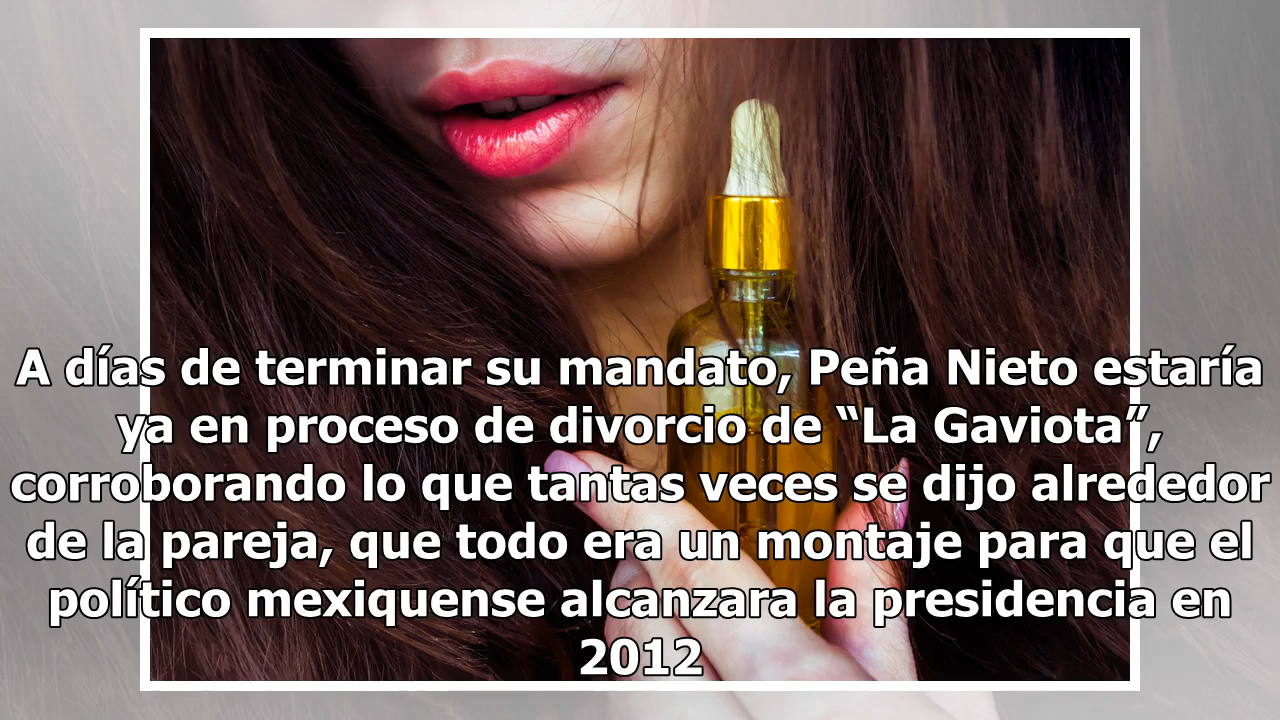 A días de terminar su mandato, Peña Nieto estaría
ya en proceso de divorcio de “La Gaviota”,
corroborando lo que tantas veces se dijo alrededor
de la pareja, que todo era un montaje para que el
político mexiquense alcanzara la presidencia en
2012